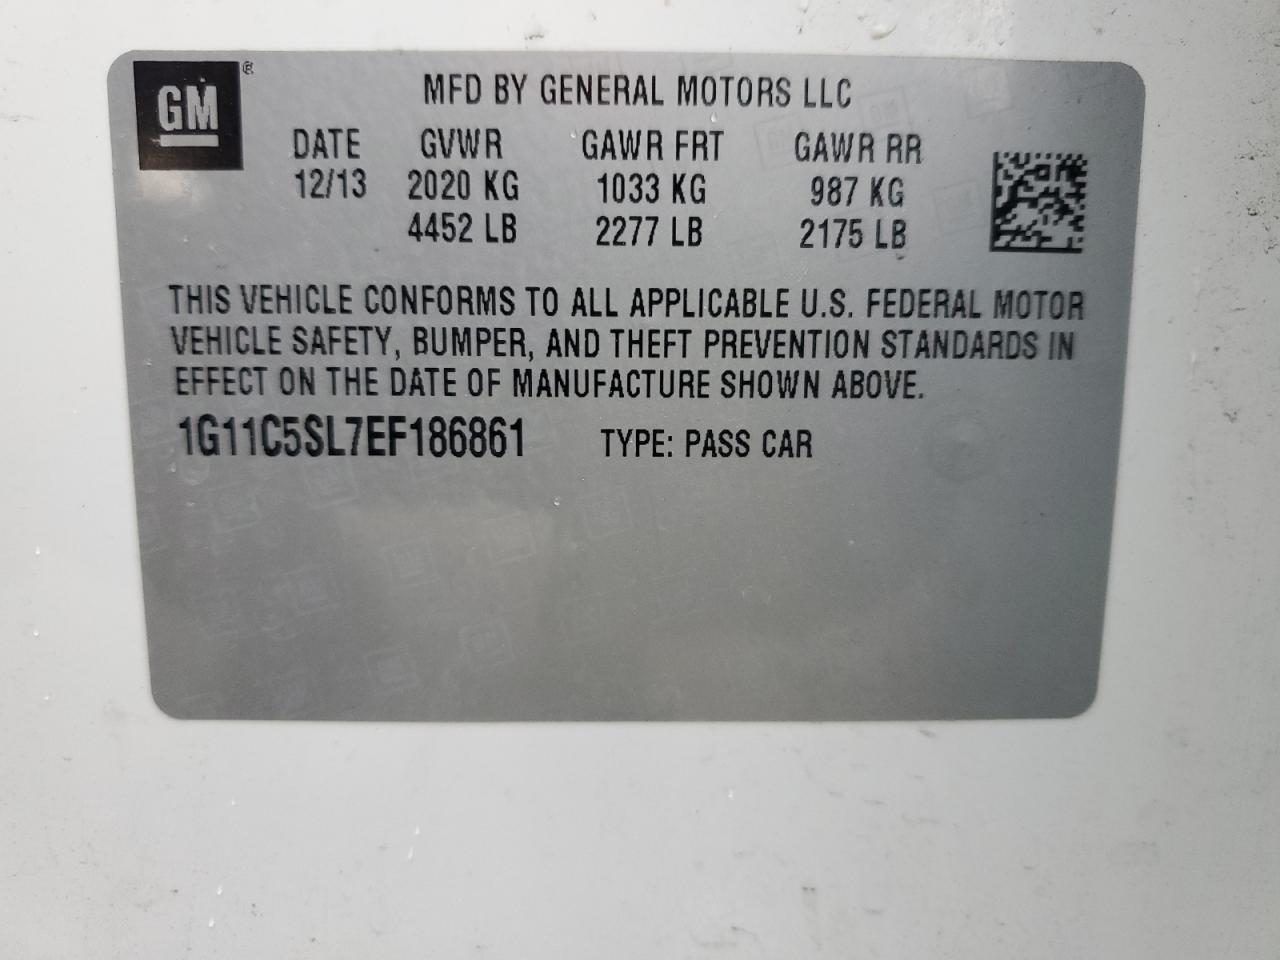 GM ®
MFD BY GENERAL MOTORS LLC
DATE GVWR GAWR FRT GAWR RR
12/13 2020 KG 1033 KG 987 KG
4452 LB 2277 LB 2175 LB
THIS VEHICLE CONFORMS TO ALL APPLICABLE U.S. FEDERAL MOTOR
VEHICLE SAFETY, BUMPER, AND THEFT PREVENTION STANDARDS IN
EFFECT ON THE DATE OF MANUFACTURE SHOWN ABOVE.
1G11C5SL7EF186861 TYPE: PASS CAR